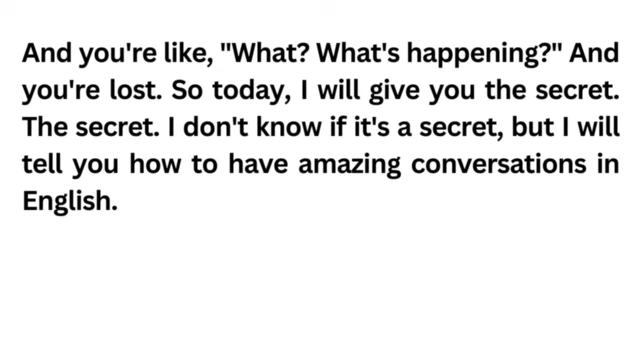 And you're like, "What? What's happening?" And
you're lost. So today, I will give you the secret.
The secret. I don't know if it's a secret, but I will
tell you how to have amazing conversations in
English.